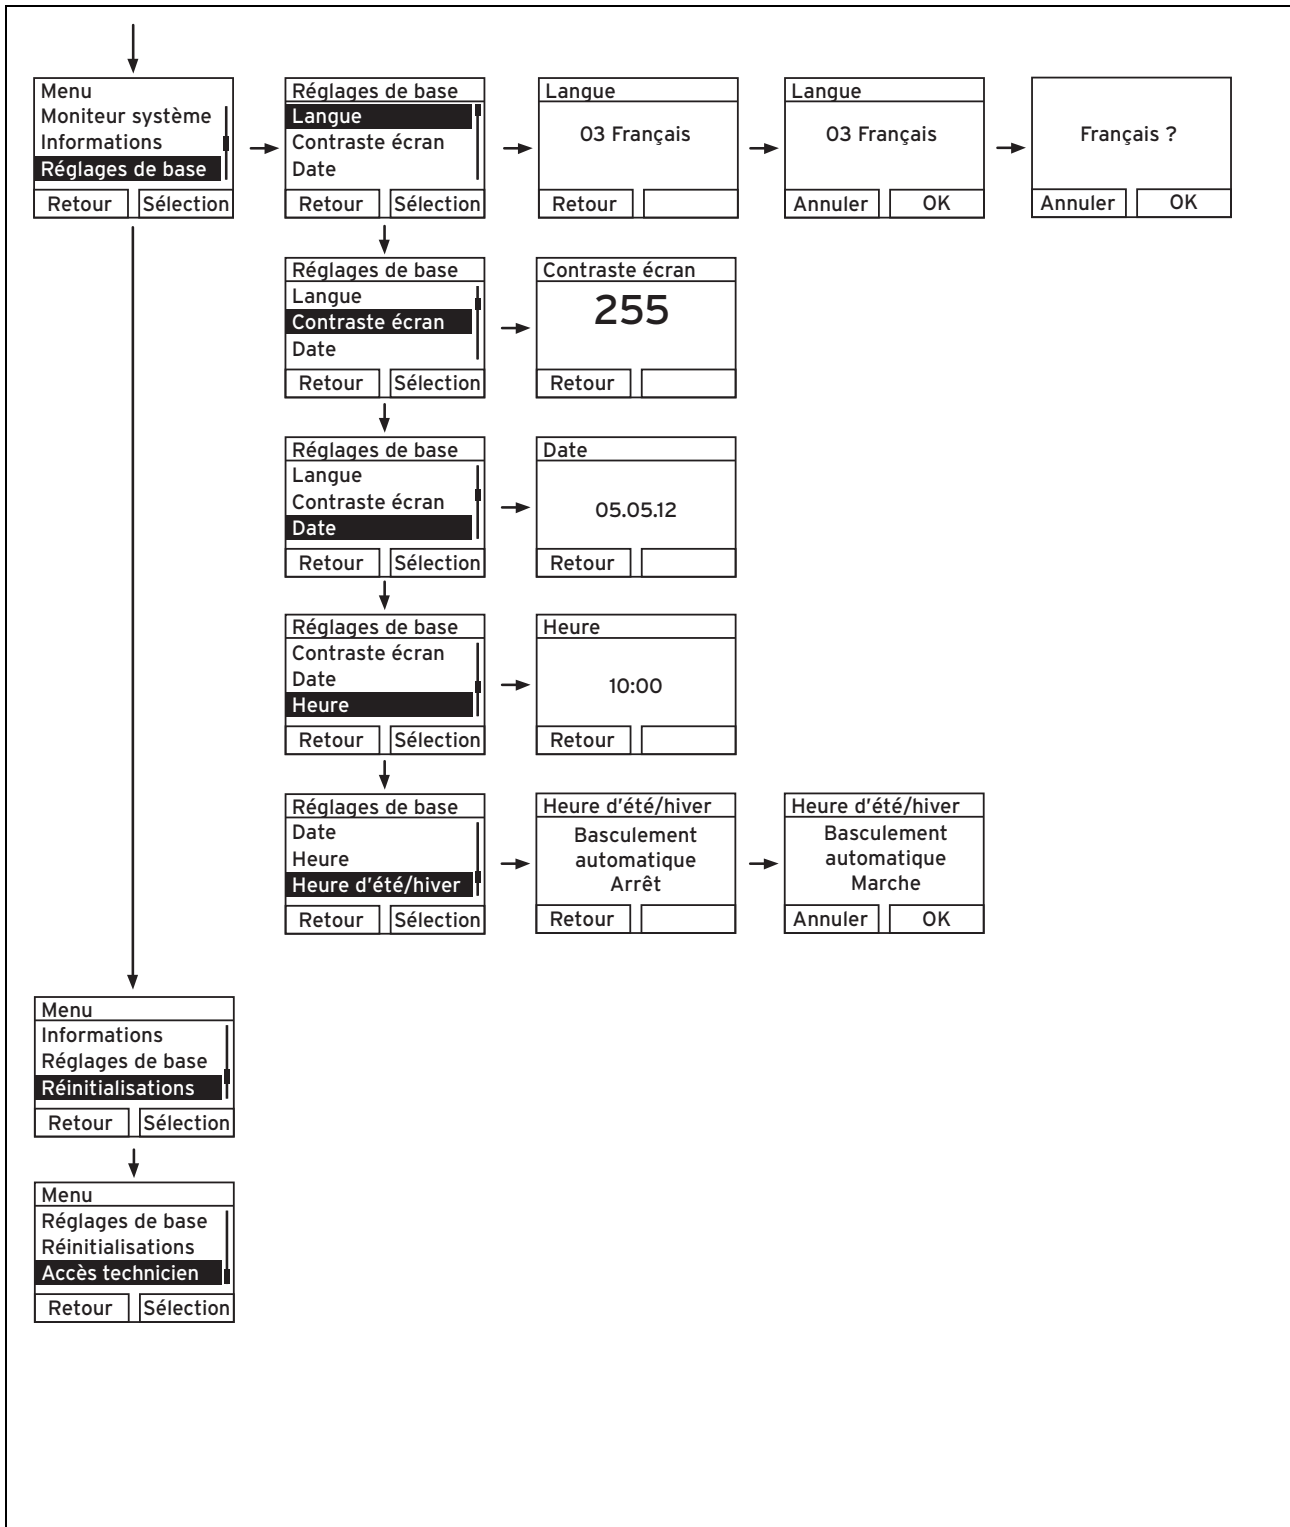 Menu
Moniteur système
Informations
Réglages de base
Retour
Sélection
Réglages de base
Langue
Contraste écran
Date
Retour
Sélection
Langue
03 Français
Retour
Langue
03 Français
Annuler
OK
Français ?
Annuler
OK
Réglages de base
Langue
Contraste écran
Date
Retour
Sélection
Contraste écran
255
Retour
Réglages de base
Langue
Contraste écran
Date
Retour
Sélection
Date
05.05.12
Retour
Réglages de base
Contraste écran
Date
Heure
Retour
Sélection
Heure
10:00
Retour
Réglages de base
Date
Heure
Heure d'été/hiver
Retour
Sélection
Heure d'été/hiver
Basculement
automatique
Arrêt
Retour
Heure d'été/hiver
Basculement
automatique
Marche
Annuler
OK
Menu
Informations
Réglages de base
Réinitialisations
Retour
Sélection
Menu
Réglages de base
Réinitialisations
Accès technicien
Retour
Sélection